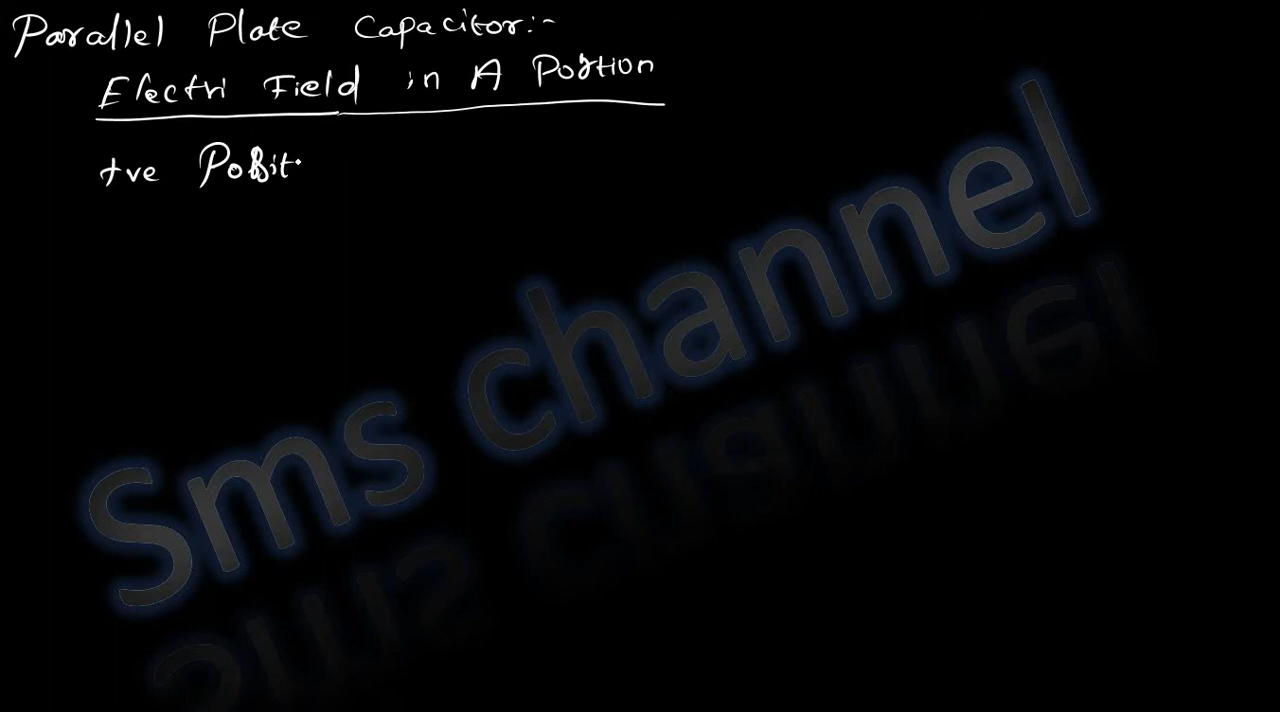 Parallel Plate Capacitor:-
Electri Field in A Portion
+ve Posit
Sms channel